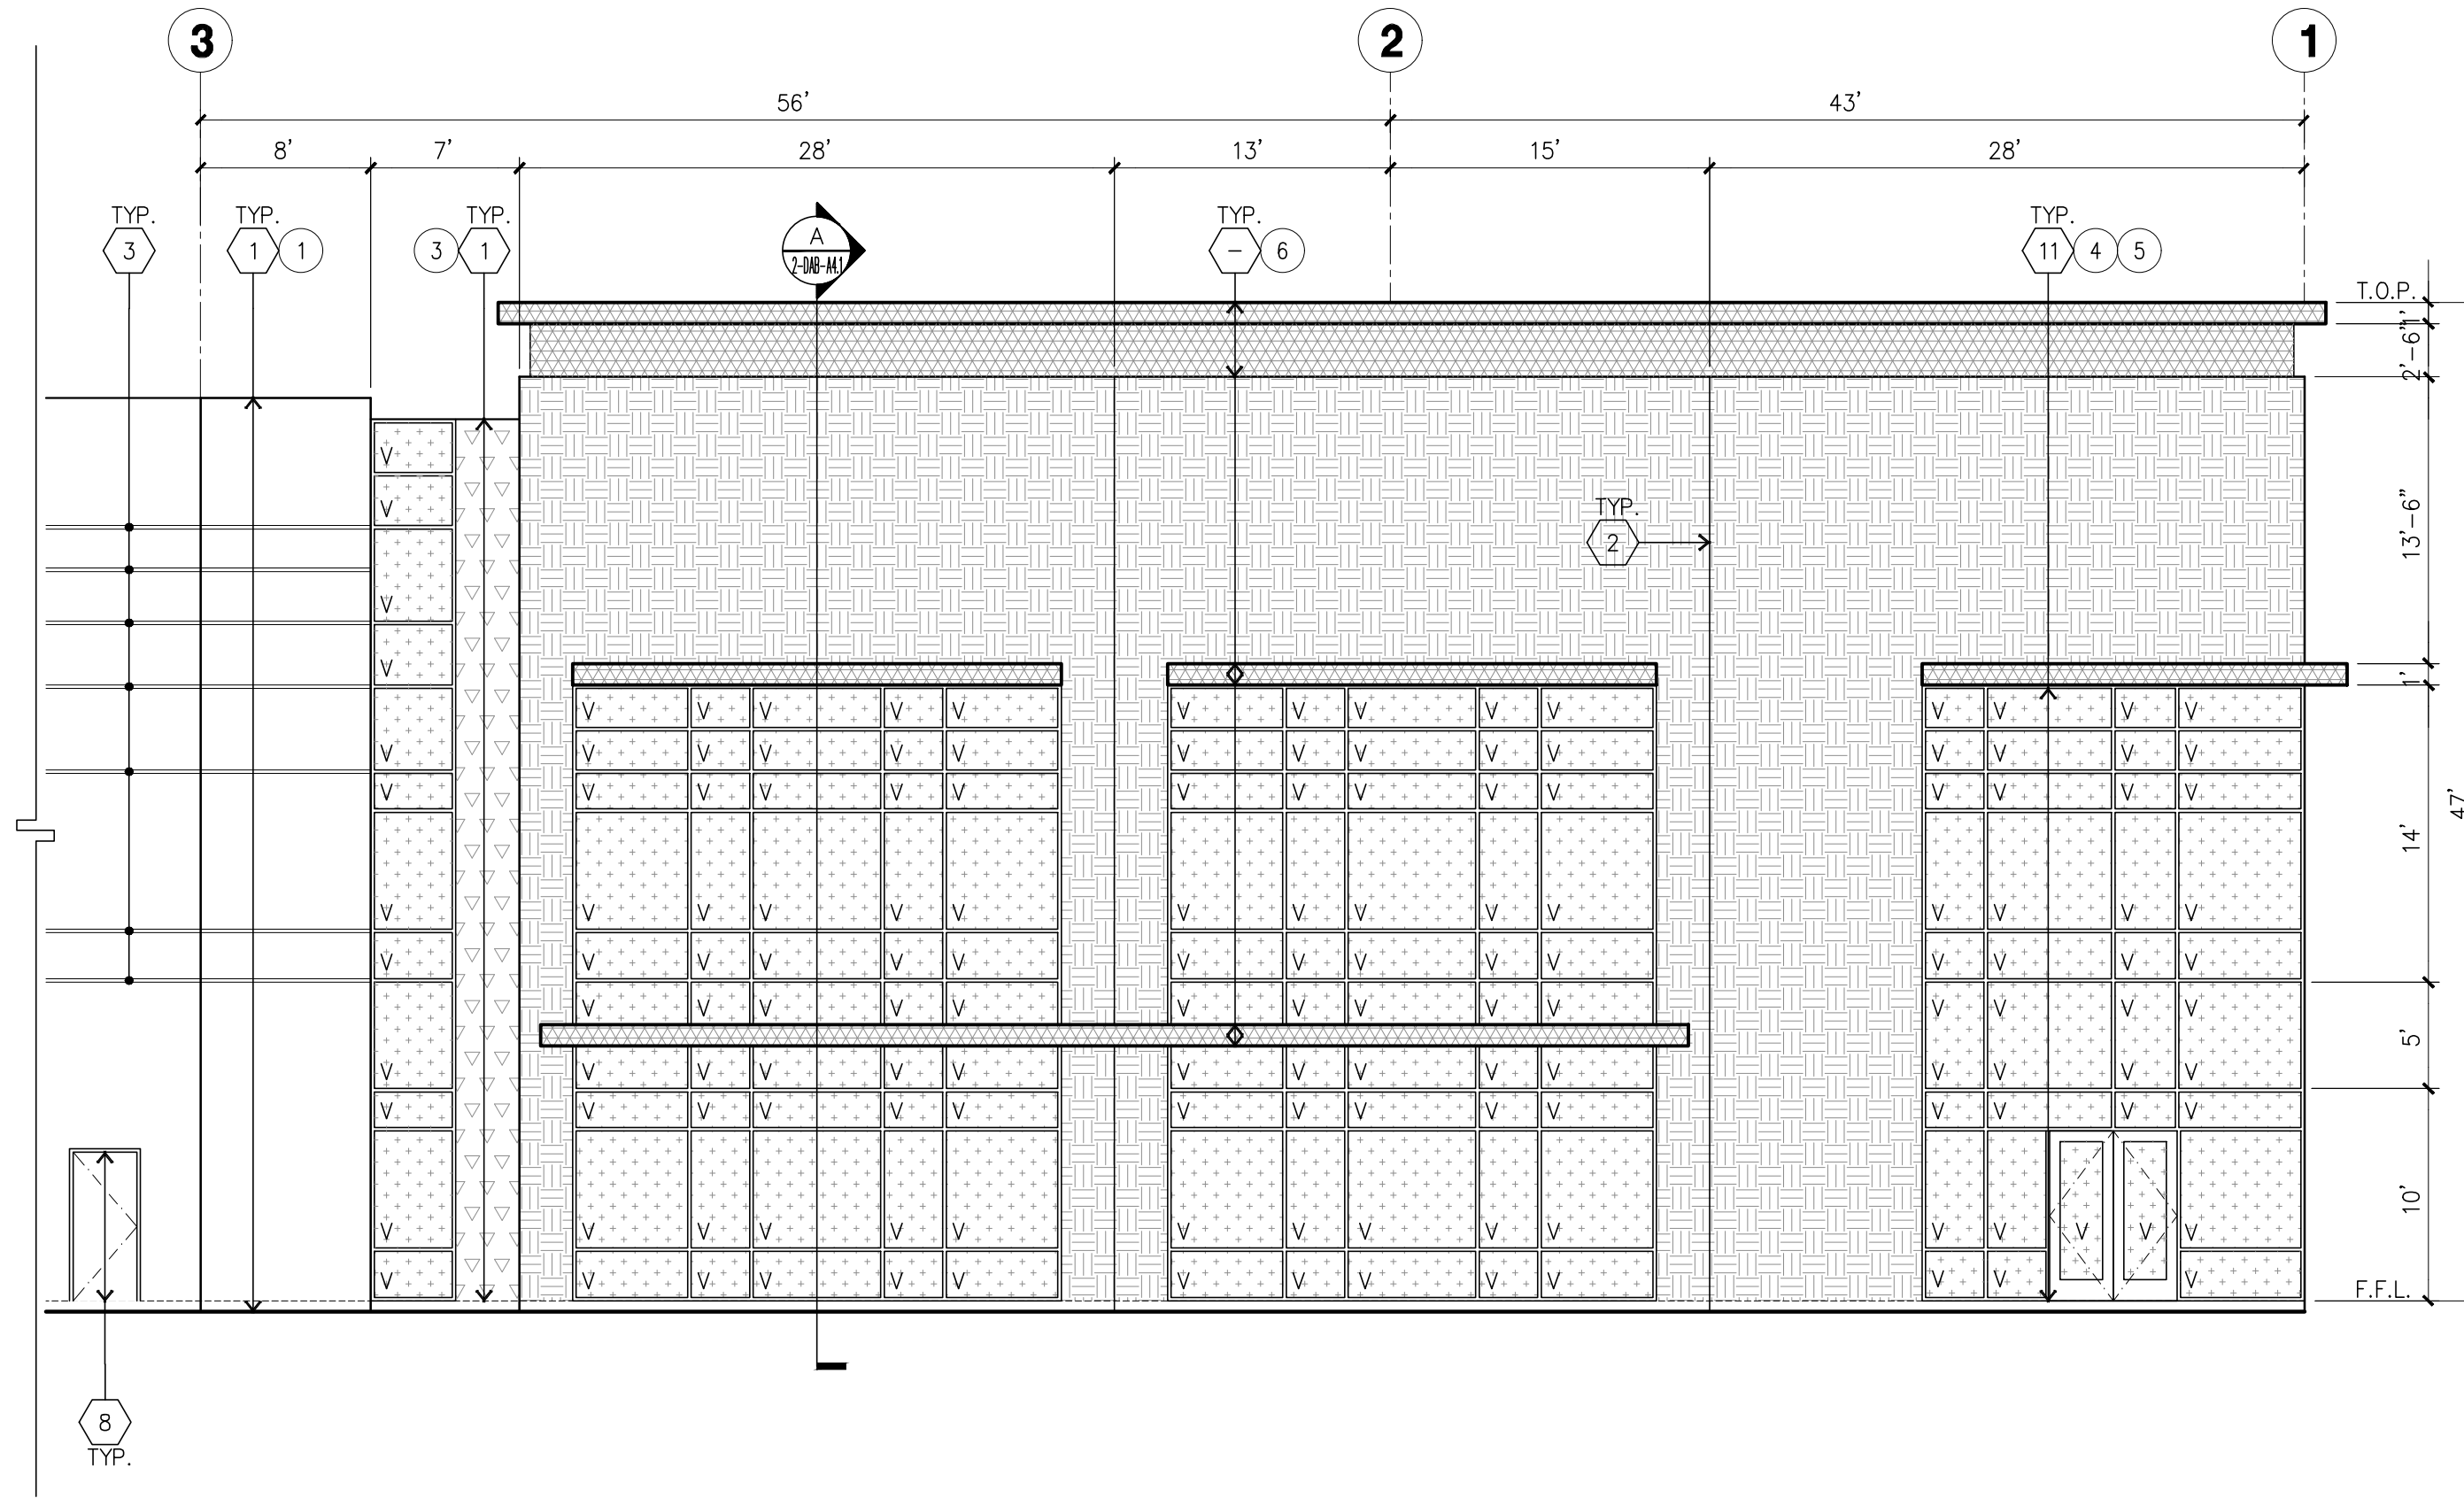 3 2 1
56' 43'
8' 7' 28' 13' 15' 28'
TYP. TYP. TYP. TYP. TYP.
3 1 1 3 1 A - 6 11 4 5
2-DAB-A4.1
T.O.P.
1'
2'-6"
TYP.
2
13'-6"
1'
V V V V V V V V V V V V V V V
V
V V V V V V V V V V V V V V
V V V V V V V V V V V V V V V
47'
14'
V V V V V V V V V V V V V V V
V V V V V V V V V V V V V V V
V V V V V V V V V V V V V V
5'
V V V V V V V V V V V V V V V
V V V V V V V V V V V V V V V
10'
V V V V V V V V V V V V V V V V
V V V V V V V V V V V V V V
V V V
F.F.L.
8
TYP.